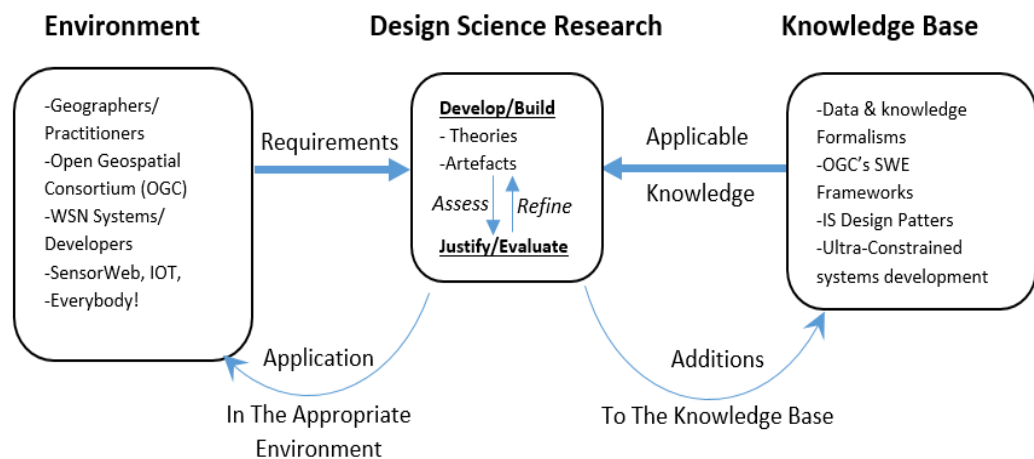 Environment
-Geographers/
Practitioners
-Open Geospatial
Consortium (OGC)
-WSN Systems/
Developers
-SensorWeb, IOT,
-Everybody!
Requirements
Design Science Research
Develop/Build
- Theories
-Artefacts
Assess
Refine
Justify/Evaluate
Applicable
Knowledge
Knowledge Base
-Data & knowledge
Formalisms
-OGC's SWE
Frameworks
-IS Design Patters
-Ultra-Constrained
systems development
Application
In The Appropriate
Environment
Additions
To The Knowledge Base